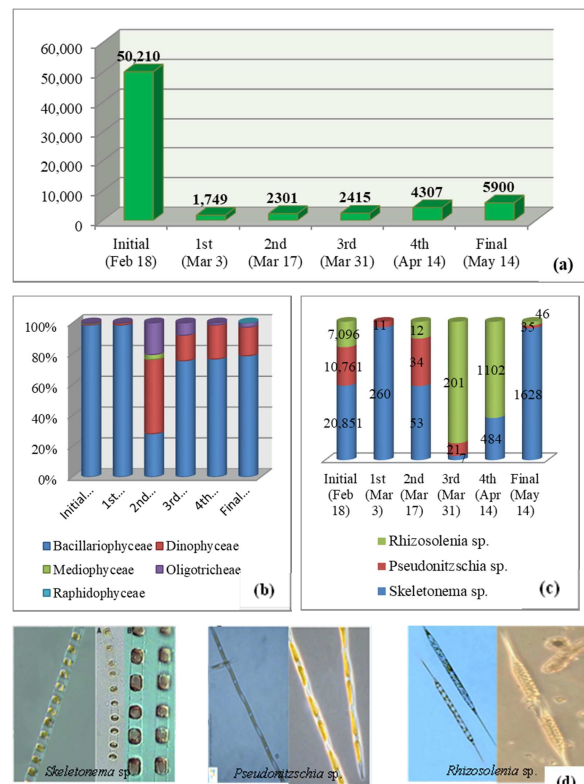 60,000
50,000
40,000
30,000
20,000
10,000
0
50,210
1,749
2301
2415
4307
5900
Initial (Feb 18)
1st (Mar 3)
2nd (Mar 17)
3rd (Mar 31)
4th (Apr 14)
Final (May 14)
(a)
100%
80%
60%
40%
20%
0%
Initial...
1st...
2nd...
3rd...
4th...
Final...
Bacillariophyceae
Dinophyceae
Mediophyceae
Oligotricheae
Raphidophyceae
(b)
7,096
10,761
20,851
11
260
12
34
53
201
21
7
1102
484
46
35
1628
Initial (Feb 18)
1st (Mar 3)
2nd (Mar 17)
3rd (Mar 31)
4th (Apr 14)
Final (May 14)
Rhizosolenia sp.
Pseudonitzschia sp.
Skeletonema sp.
(c)
A
B
Skeletonema sp
Pseudonitzschia sp.
Rhizosolenia sp.
(d)